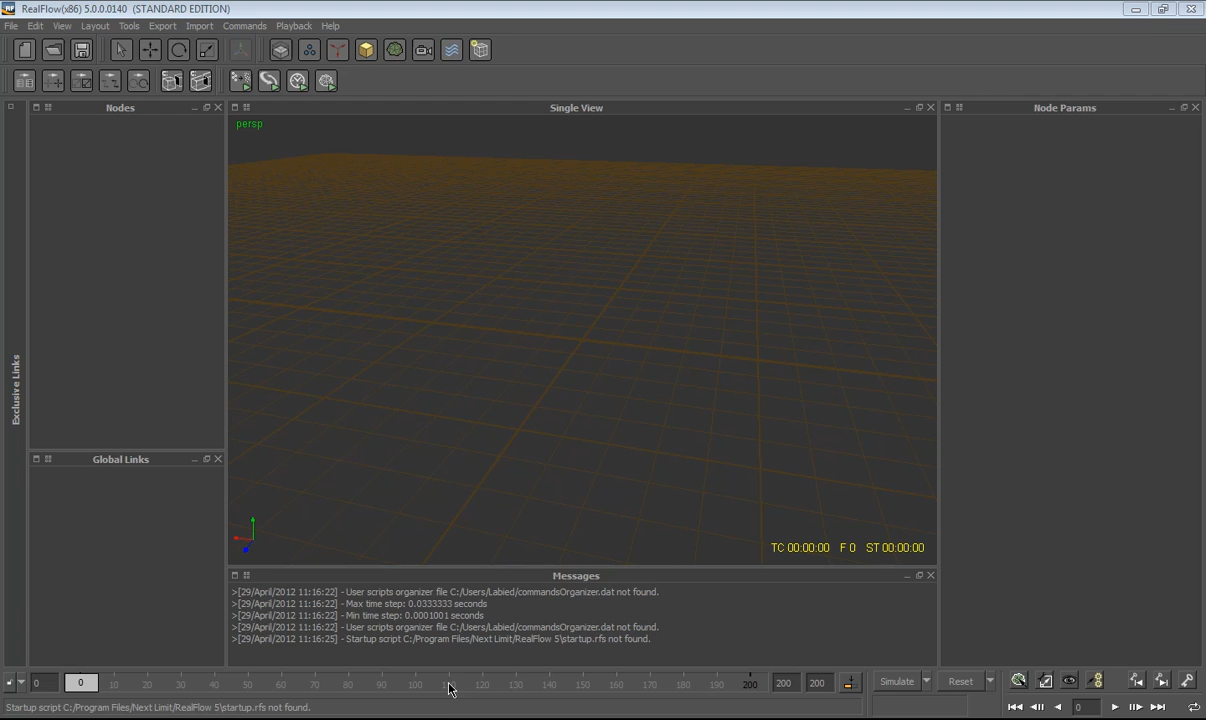 RealFlow(x86) 5.0.0.0140 (STANDARD EDITION)
File Edit View Layout Tools Export Import Commands Playback Help
Nodes
Single View
Node Params
persp
Exclusive Links
Global Links
TC 00:00:00 F 0 ST 00:00:00
Messages
>[29/April/2012 11:16:22] - User scripts organizer file C:/Users/Labied/commandsOrganizer.dat not found.
>[29/April/2012 11:16:22] - Max time step: 0.0333333 seconds
>[29/April/2012 11:16:22] - Min time step: 0.0001001 seconds
>[29/April/2012 11:16:22] - User scripts organizer file C:/Users/Labied/commandsOrganizer.dat not found.
>[29/April/2012 11:16:25] - Startup script C:/Program Files/Next Limit/RealFlow 5\startup.rfs not found.
0 0 10 20 30 40 50 60 70 80 90 100 120 130 140 150 160 170 180 190 200 200 200 Simulate Reset
Startup script C:/Program Files/Next Limit/RealFlow 5\startup.rfs not found. 0